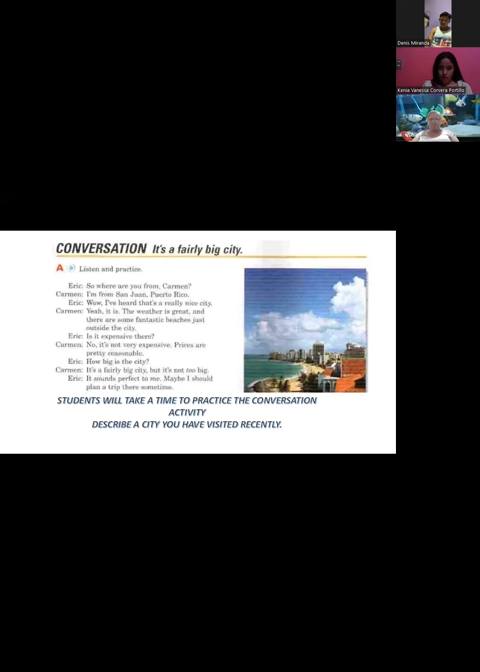 Denis Miranda
Kenia Vanessa Corvera Portillo
CONVERSATION It's a fairly big city.
A Listen and practice.
Eric: So where are you from, Carmen?
Carmen: I'm from San Juan, Puerto Rico.
Eric: Wow, I've heard that's a really nice city.
Carmen: Yeah, it is. The weather is great, and
there are some fantastic beaches just
outside the city.
Eric: Is it expensive there?
Carmen: No, it's not very expensive. Prices are
pretty reasonable.
Eric: How big is the city?
Carmen: It's a fairly big city, but it's not too big.
Eric: It sounds perfect to me. Maybe I should
plan a trip there sometime.
STUDENTS WILL TAKE A TIME TO PRACTICE THE CONVERSATION
ACTIVITY
DESCRIBE A CITY YOU HAVE VISITED RECENTLY.